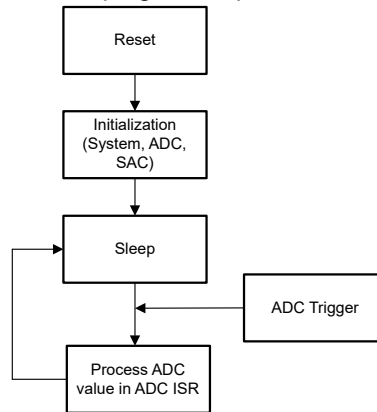 Reset
Initialization
(System, ADC,
SAC)
Sleep
ADC Trigger
Process ADC
value in ADC ISR